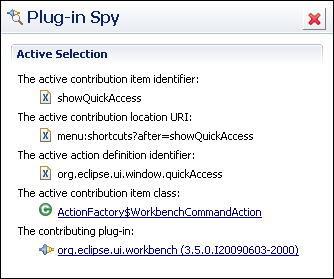 Plug-in Spy
Active Selection
The active contribution item identifier:
showQuickAccess
The active contribution location URI:
menu:shortcuts?after=showQuickAccess
The active action definition identifier:
org.eclipse.ui.window.quickAccess
The active contribution item class:
ActionFactory$WorkbenchCommandAction
The contributing plug-in:
org.eclipse.ui.workbench (3.5.0.I20090603-2000)